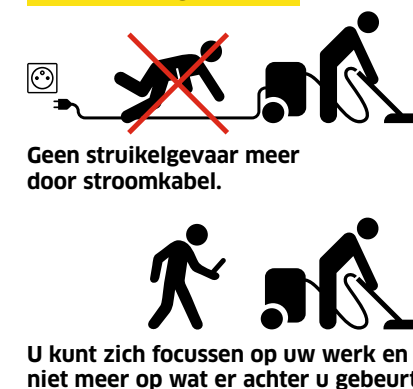 Geen struikelgevaar meer
door stroomkabel.
U kunt zich focussen op uw werk en
niet meer op wat er achter u gebeurt